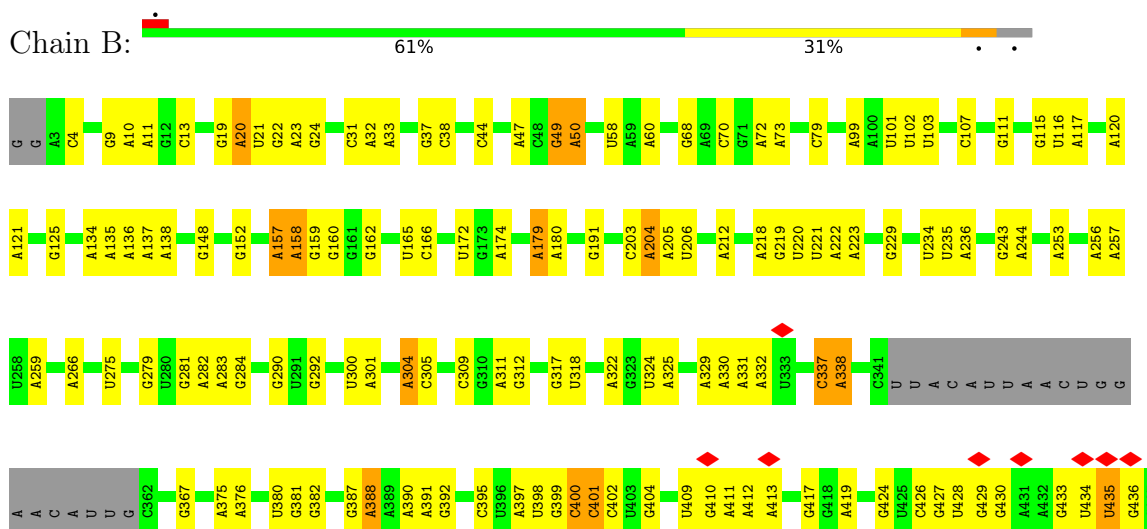 Chain B:
61% 31%
G G A3 C4 G9 A10 A11 G12 C13 G19 A20 U21 G22 A23 G24 C31 A32 A33 G37 C38 C44 A47 C48 G49 A50 U58 A59 A60 G68 A69 C70 G71 A72 A73 C79 A99 A100 U101 U102 U103 C107 G111 G115 U116 A117 A120
A121 G125 A134 A135 A136 A137 A138 G148 G152 A157 A158 G159 G160 G161 G162 U165 C166 U172 G173 A174 A179 A180 G191 C203 A204 A205 U206 A212 A218 G219 U220 U221 A222 A223 G229 U234 U235 A236 G243 A244 A253 A256 A257
U258 A259 A266 U275 G279 U280 G281 A282 A283 G284 G290 U291 G292 U300 A301 A304 C305 C309 G310 A311 G312 G317 U318 A322 G323 U324 A325 A329 A330 A331 A332 U333 C337 A338 C341 U U A C A U U A A C U G G
A A C A U U G C362 G367 A375 A376 U380 G381 G382 G387 A388 A389 A390 A391 G392 C395 U396 A397 U398 G399 C400 C401 C402 U403 G404 U409 G410 A411 A412 A413 G417 G418 A419 G424 U425 C426 G427 U428 G429 G430 A431 A432 G433 U434 U435 G436